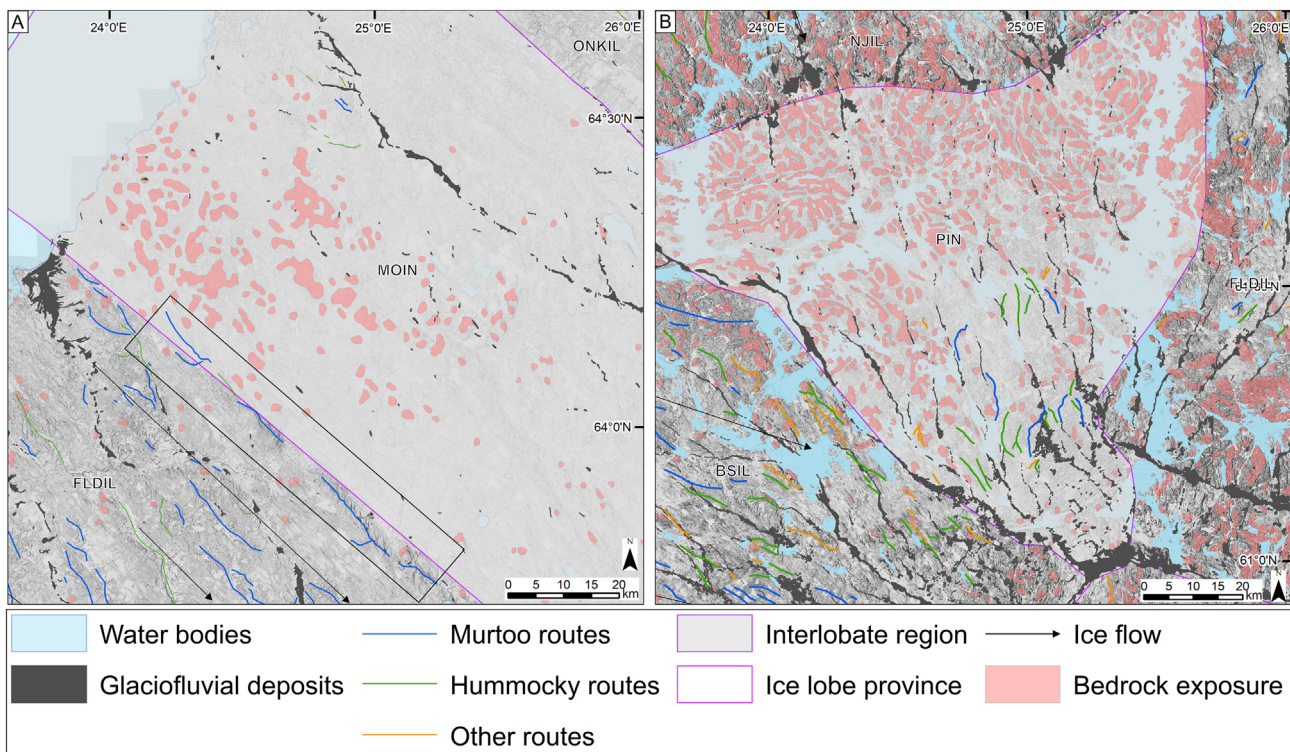 A
24°0'E
25°0'E
26°0'E
ONKIL
64°30'N
MOIN
64°0'N
FLDIL
N
0 5 10 15 20
km
B
24°0'E
25°0'E
26°0'E
NJIL
PIN
FLDIL
BSIL
61°0'N
N
0 5 10 15 20
km
Water bodies
Murtoo routes
Interlobate region
Ice flow
Glaciofluvial deposits
Hummocky routes
Ice lobe province
Bedrock exposure
Other routes